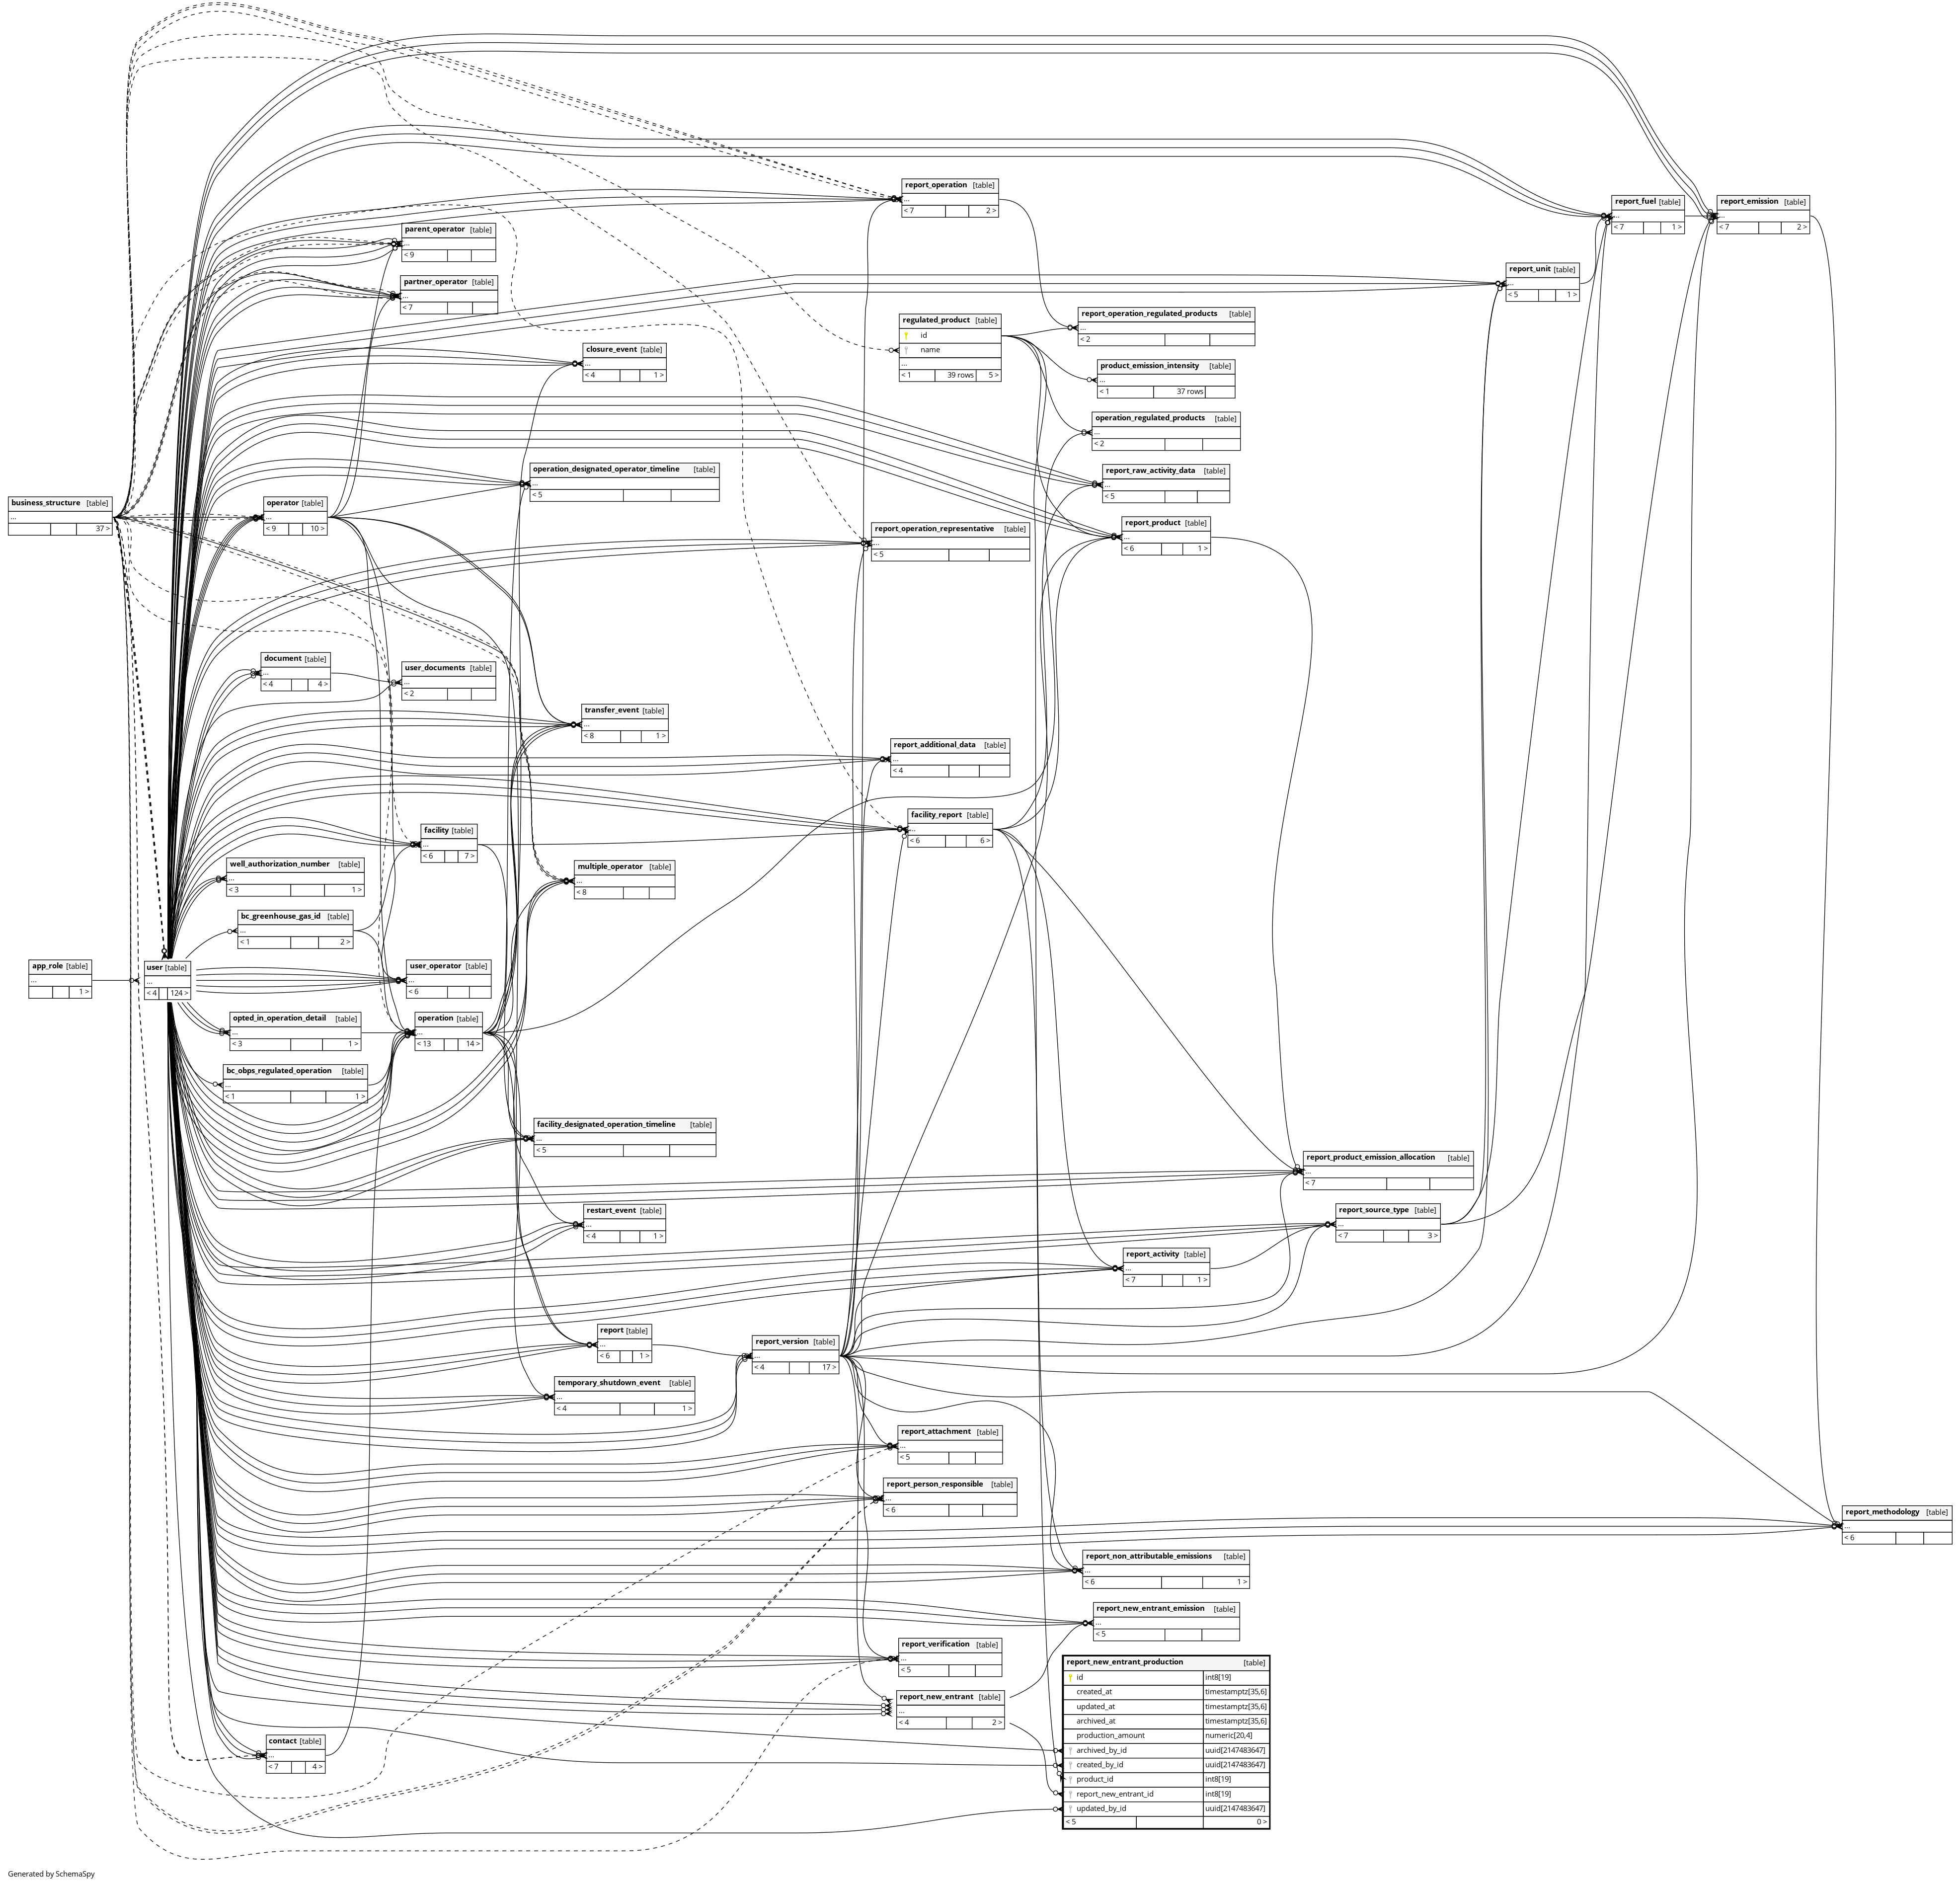 report_operation [table]
...
< 7 2 >
report_fuel [table]
...
< 7 1 >
report_emission [table]
...
< 7 2 >
parent_operator [table]
...
< 9
partner_operator [table]
...
< 7
report_unit [table]
...
< 5 1 >
regulated_product [table]
id
name
...
< 1 39 rows 5 >
report_operation_regulated_products [table]
...
< 2
closure_event [table]
...
< 4 1 >
product_emission_intensity [table]
...
< 1 37 rows
operation_regulated_products [table]
...
< 2
operation_designated_operator_timeline [table]
...
< 5
report_raw_activity_data [table]
...
< 5
business_structure [table]
...
37 >
operator [table]
...
< 9 10 >
report_operation_representative [table]
...
< 5
report_product [table]
...
< 6 1 >
document [table]
...
< 4 4 >
user_documents [table]
...
< 2
transfer_event [table]
...
< 8 1 >
report_additional_data [table]
...
< 4
facility_report [table]
...
< 6 6 >
facility [table]
...
< 6 7 >
well_authorization_number [table]
...
< 3 1 >
multiple_operator [table]
...
< 8
bc_greenhouse_gas_id [table]
...
< 1 2 >
app_role [table]
...
1 >
user [table]
...
< 4 124 >
user_operator [table]
...
< 6
opted_in_operation_detail [table]
...
< 3 1 >
operation [table]
...
< 13 14 >
bc_obps_regulated_operation [table]
...
< 1 1 >
facility_designated_operation_timeline [table]
...
< 5
report_product_emission_allocation [table]
...
< 7
restart_event [table]
...
< 4 1 >
report_source_type [table]
...
< 7 3 >
report_activity [table]
...
< 7 1 >
report [table]
...
< 6 1 >
report_version [table]
...
< 4 17 >
temporary_shutdown_event [table]
...
< 4 1 >
report_attachment [table]
...
< 5
report_person_responsible [table]
...
< 6
report_methodology [table]
...
< 6
report_non_attributable_emissions [table]
...
< 6 1 >
report_new_entrant_emission [table]
...
< 5
report_verification [table]
...
< 5
report_new_entrant [table]
...
< 4 2 >
report_new_entrant_production [table]
id int8[19]
created_at timestamptz[35,6]
updated_at timestamptz[35,6]
archived_at timestamptz[35,6]
production_amount numeric[20,4]
archived_by_id uuid[2147483647]
created_by_id uuid[2147483647]
product_id int8[19]
report_new_entrant_id int8[19]
updated_by_id uuid[2147483647]
< 5 0 >
contact [table]
...
< 7 4 >
Generated by SchemaSpy